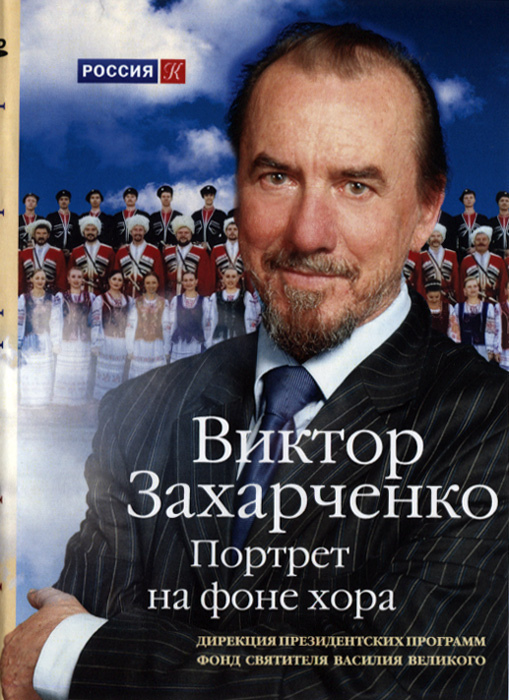 РОССИЯ К
Виктор
Захарченко
Портрет
на фоне хора
ДИРЕКЦИЯ ПРЕЗИДЕНТСКИХ ПРОГРАММ
ФОНД СВЯТИТЕЛЯ ВАСИЛИЯ ВЕЛИКОГО